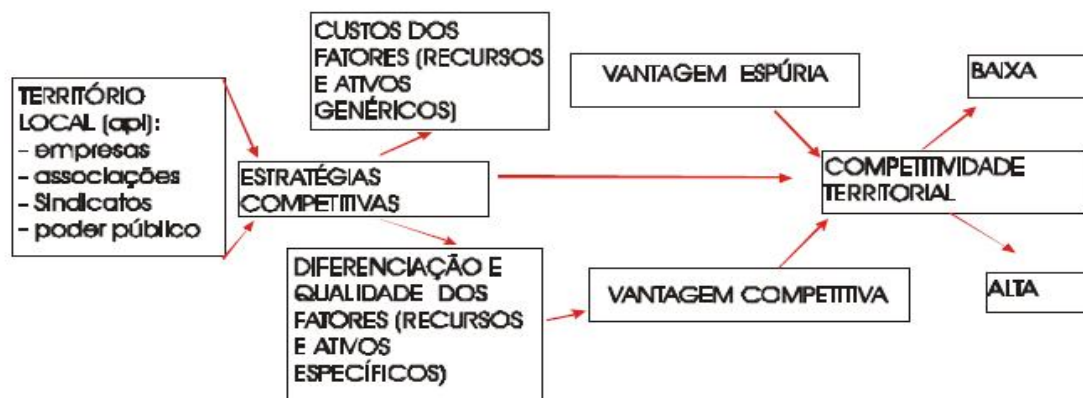 TERRITÓRIO
LOCAL (apl):
- empresas
- associações
- Sindicatos
- poder público
ESTRATÉGIAS
COMPETITIVAS
CUSTOS DOS
FATORES (RECURSOS
E ATIVOS
GENÉRICOS)
DIFERENCIAÇÃO E
QUALIDADE DOS
FATORES (RECURSOS
E ATIVOS
ESPECÍFICOS)
VANTAGEM ESPÚRIA
VANTAGEM COMPETITIVA
COMPETITIVIDADE
TERRITORIAL
BAIXA
ALTA